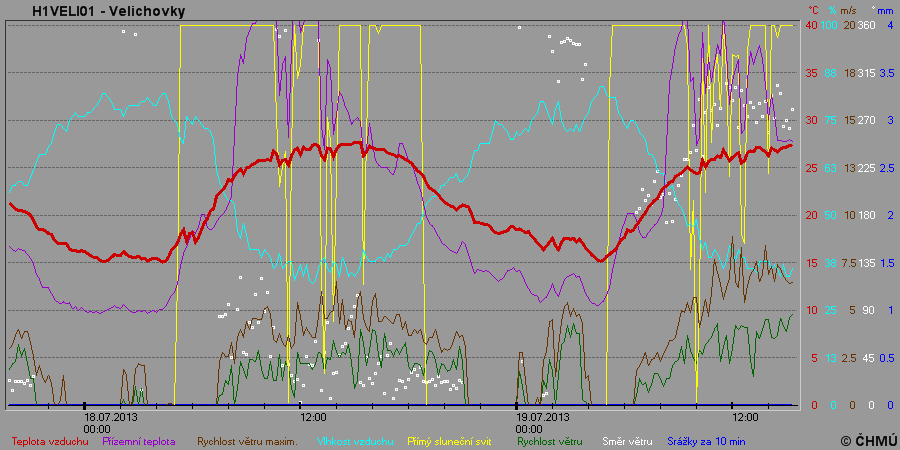 H1VELI01 - Velichovky
°C % m/s ° mm
40 100 20 360 4
35 88 18 315 3.5
30 75 15 270 3
25 63 13 225 2.5
20 50 10 180 2
15 38 7.5 135 1.5
10 25 5 90 1
5 13 2.5 45 0.5
0 0 0 0 0
18.07.2013 12:00 19.07.2013 12:00
00:00 00:00
Teplota vzduchu Přízemní teplota Rychlost větru maxim. Vlhkost vzduchu Přímý sluneční svit Rychlost větru Směr větru Srážky za 10 min
© ČHMÚ